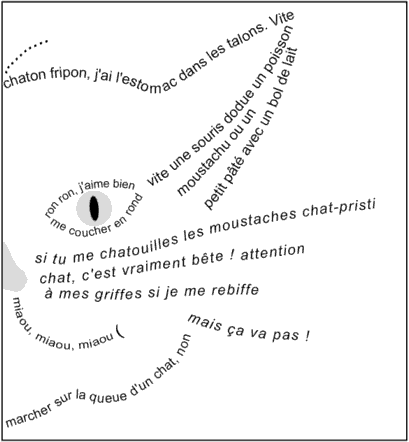 chaton fripon, j'ai l'estomac dans les talons. Vite
vite une souris dodue un poisson
moustachu ou un
petit pâté avec un bol de lait
ron ron, j'aime bien
me coucher en rond
si tu me chatouilles les moustaches chat-pristi
chat, c'est vraiment bête ! attention
à mes griffes si je me rebiffe
miaou, miaou, miaou (
mais ça va pas !
marcher sur la queue d'un chat, non